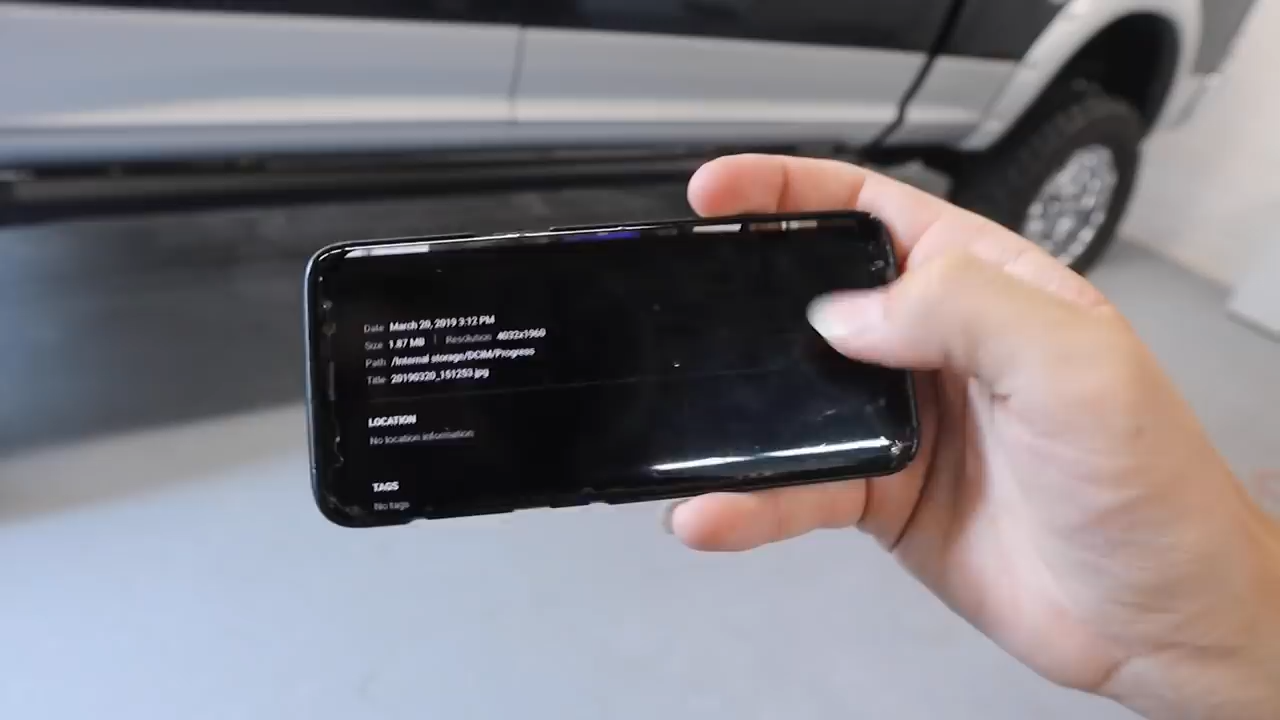 Date March 20, 2019 3:12 PM
Size 1.87 MB | Resolution 4032x1960
Path /Internal storage/DCIM/Progress
Title 20190320_151253.jpg
LOCATION
No location information
TAGS
No tags